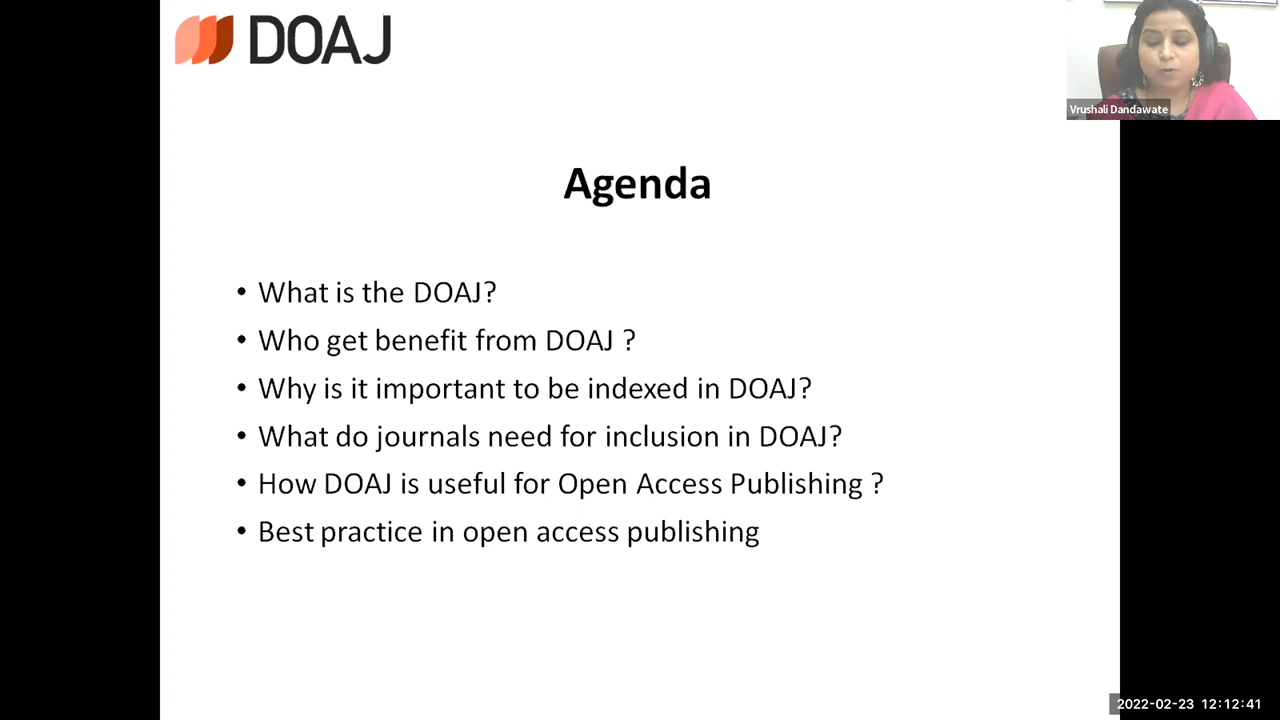 DOAJ
Vrushali Dandawate
Agenda
• What is the DOAJ?
• Who get benefit from DOAJ ?
• Why is it important to be indexed in DOAJ?
• What do journals need for inclusion in DOAJ?
• How DOAJ is useful for Open Access Publishing ?
• Best practice in open access publishing
2022-02-23 12:12:41